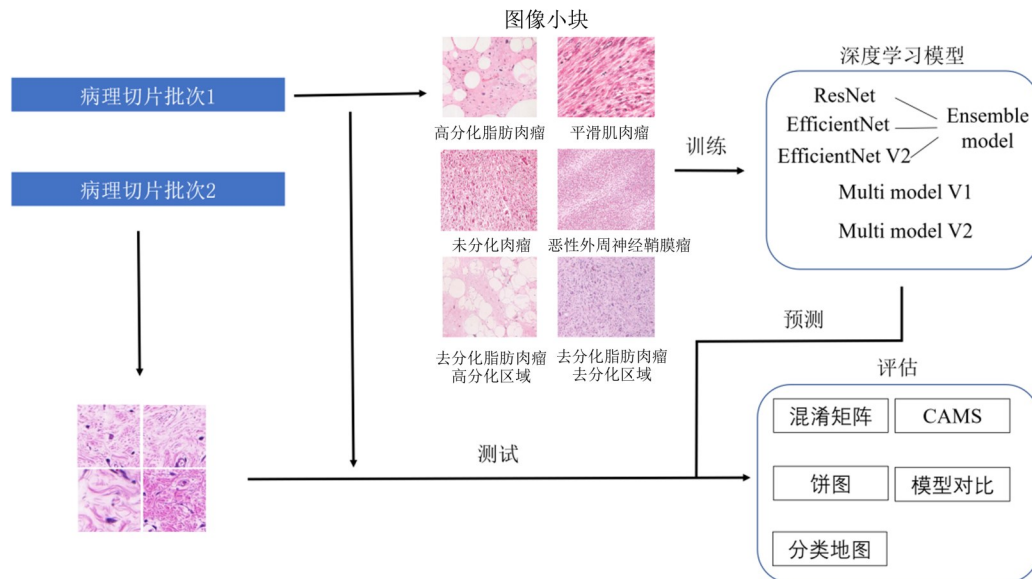 图像小块
病理切片批次1
病理切片批次2
高分化脂肪肉瘤
平滑肌肉瘤
未分化肉瘤
恶性外周神经鞘膜瘤
去分化脂肪肉瘤
高分化区域
去分化脂肪肉瘤
去分化区域
训练
深度学习模型
ResNet
EfficientNet
EfficientNet V2
Ensemble
model
Multi model V1
Multi model V2
预测
测试
评估
混淆矩阵
CAMS
饼图
模型对比
分类地图